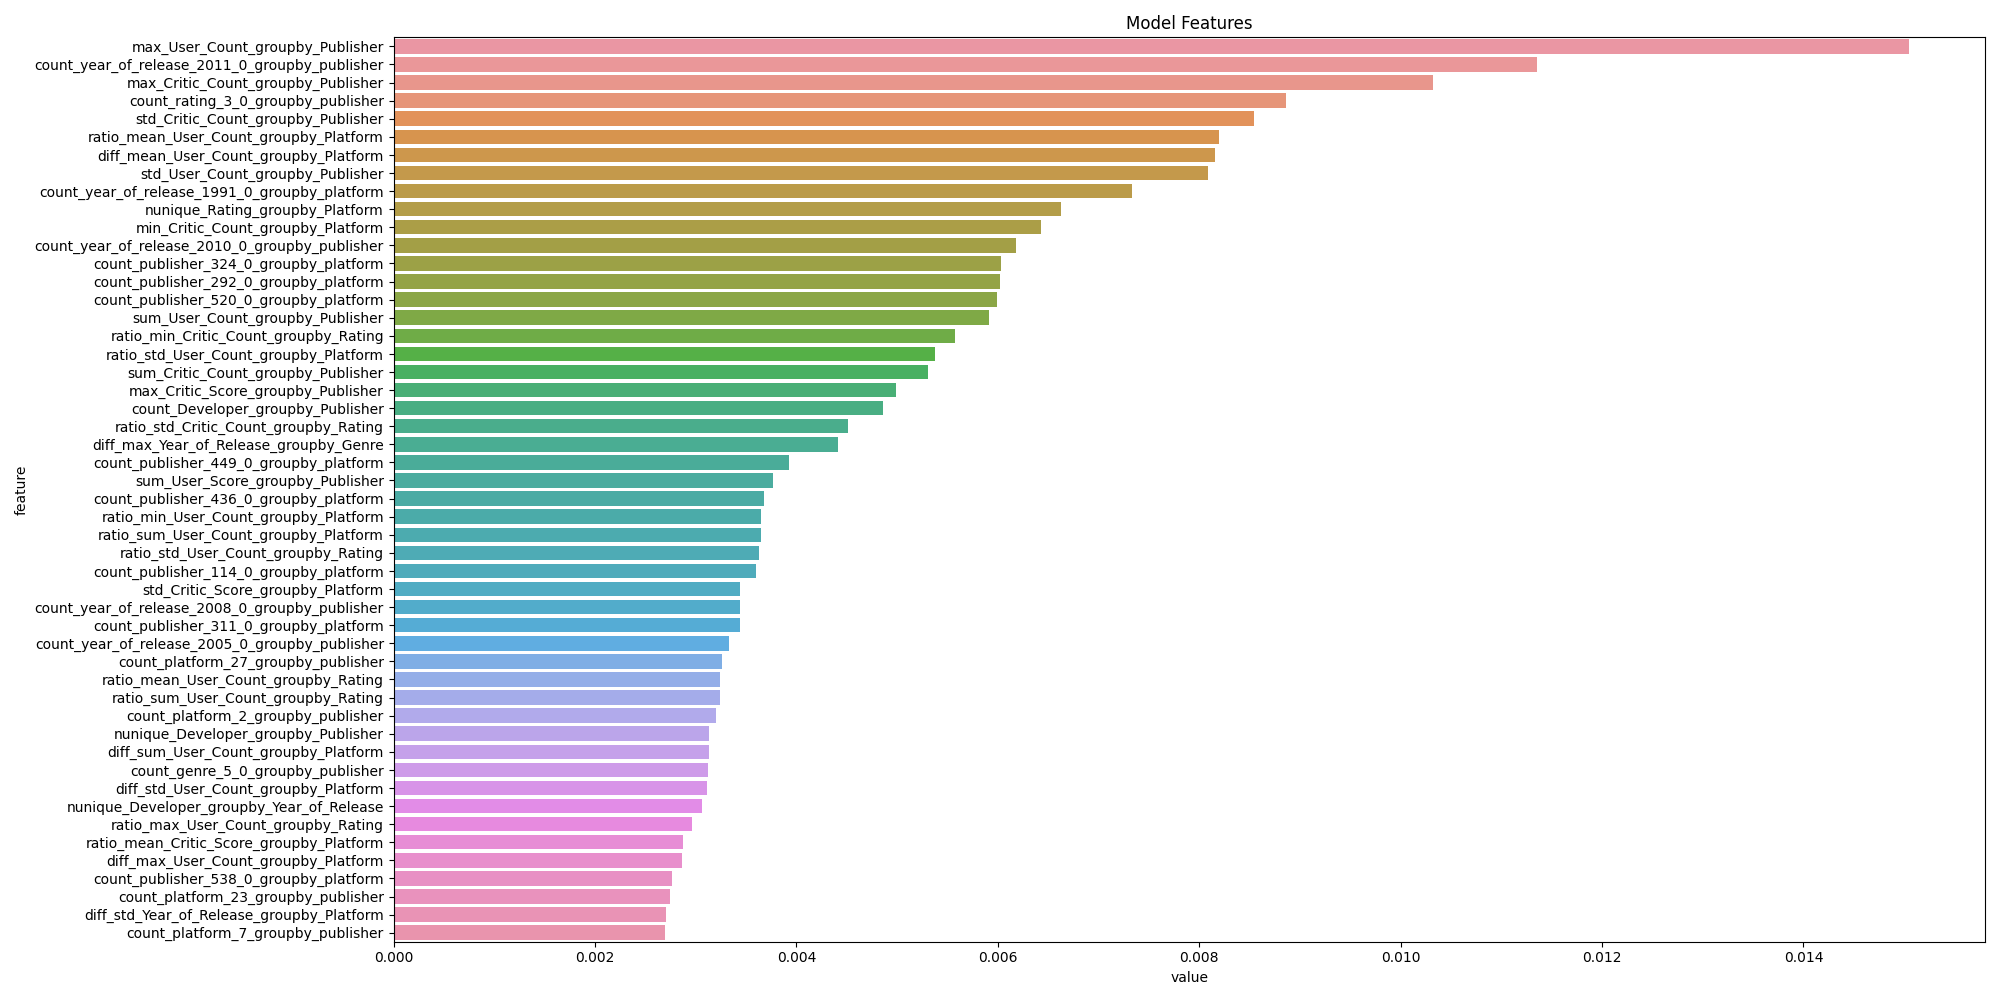 Model Features
max_User_Count_groupby_Publisher
count_year_of_release_2011_0_groupby_publisher
max_Critic_Count_groupby_Publisher
count_rating_3_0_groupby_publisher
std_Critic_Count_groupby_Publisher
ratio_mean_User_Count_groupby_Platform
diff_mean_User_Count_groupby_Platform
std_User_Count_groupby_Publisher
count_year_of_release_1991_0_groupby_platform
nunique_Rating_groupby_Platform
min_Critic_Count_groupby_Platform
count_year_of_release_2010_0_groupby_publisher
count_publisher_324_0_groupby_platform
count_publisher_292_0_groupby_platform
count_publisher_520_0_groupby_platform
sum_User_Count_groupby_Publisher
ratio_min_Critic_Count_groupby_Rating
ratio_std_User_Count_groupby_Platform
sum_Critic_Count_groupby_Publisher
max_Critic_Score_groupby_Publisher
count_Developer_groupby_Publisher
ratio_std_Critic_Count_groupby_Rating
diff_max_Year_of_Release_groupby_Genre
count_publisher_449_0_groupby_platform
sum_User_Score_groupby_Publisher
count_publisher_436_0_groupby_platform
ratio_min_User_Count_groupby_Platform
ratio_sum_User_Count_groupby_Platform
ratio_std_User_Count_groupby_Rating
count_publisher_114_0_groupby_platform
std_Critic_Score_groupby_Platform
count_year_of_release_2008_0_groupby_publisher
count_publisher_311_0_groupby_platform
count_year_of_release_2005_0_groupby_publisher
count_platform_27_groupby_publisher
ratio_mean_User_Count_groupby_Rating
ratio_sum_User_Count_groupby_Rating
count_platform_2_groupby_publisher
nunique_Developer_groupby_Publisher
diff_sum_User_Count_groupby_Platform
count_genre_5_0_groupby_publisher
diff_std_User_Count_groupby_Platform
nunique_Developer_groupby_Year_of_Release
ratio_max_User_Count_groupby_Rating
ratio_mean_Critic_Score_groupby_Platform
diff_max_User_Count_groupby_Platform
count_publisher_538_0_groupby_platform
count_platform_23_groupby_publisher
diff_std_Year_of_Release_groupby_Platform
count_platform_7_groupby_publisher
feature
0.000 0.002 0.004 0.006 0.008 0.010 0.012 0.014
value